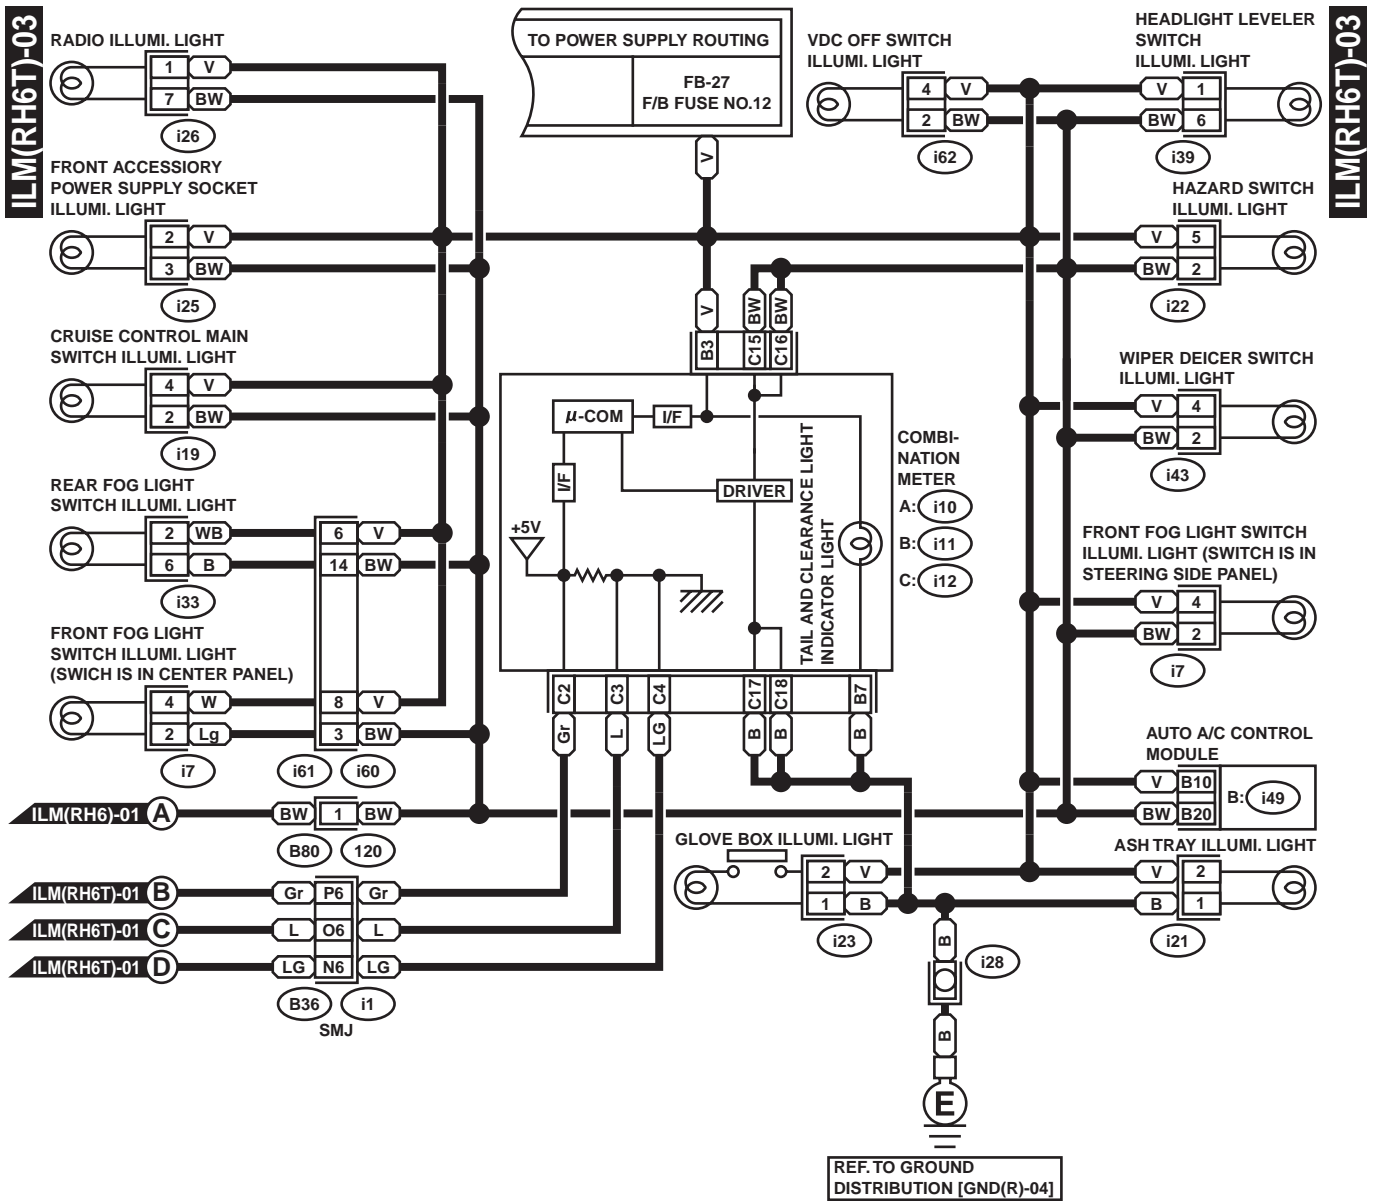 ILM(RH6T)-03
RADIO ILLUMI. LIGHT
1 V
7 BW
i26
FRONT ACCESSIORY
POWER SUPPLY SOCKET
ILLUMI. LIGHT
2 V
3 BW
i25
CRUISE CONTROL MAIN
SWITCH ILLUMI. LIGHT
4 V
2 BW
i19
REAR FOG LIGHT
SWITCH ILLUMI. LIGHT
2 WB 6 V
6 B 14 BW
i33
FRONT FOG LIGHT
SWITCH ILLUMI. LIGHT
(SWICH IS IN CENTER PANEL)
4 W 8 V
2 Lg 3 BW
i7 i61 i60
ILM(RH6)-01 A BW 1 BW
B80 120
ILM(RH6T)-01 B Gr P6 Gr
ILM(RH6T)-01 C L O6 L
ILM(RH6T)-01 D LG N6 LG
B36 i1
SMJ
TO POWER SUPPLY ROUTING
FB-27
F/B FUSE NO.12
V
V BW BW
B3 C15 C16
μ-COM I/F
I/F
DRIVER
+5V
TAIL AND CLEARANCE LIGHT
INDICATOR LIGHT
COMBI-
NATION
METER
A: i10
B: i11
C: i12
C2 C3 C4 C17 C18 B7
Gr L LG B B B
GLOVE BOX ILLUMI. LIGHT
2 V
1 B
i23
B
i28
B
E
REF. TO GROUND
DISTRIBUTION [GND(R)-04]
VDC OFF SWITCH
ILLUMI. LIGHT
4 V
2 BW
i62
HEADLIGHT LEVELER
SWITCH
ILLUMI. LIGHT
V 1
BW 6
i39
HAZARD SWITCH
ILLUMI. LIGHT
V 5
BW 2
i22
WIPER DEICER SWITCH
ILLUMI. LIGHT
V 4
BW 2
i43
FRONT FOG LIGHT SWITCH
ILLUMI. LIGHT (SWITCH IS IN
STEERING SIDE PANEL)
V 4
BW 2
i7
AUTO A/C CONTROL
MODULE
V B10
BW B20
B: i49
ASH TRAY ILLUMI. LIGHT
V 2
B 1
i21
ILM(RH6T)-03